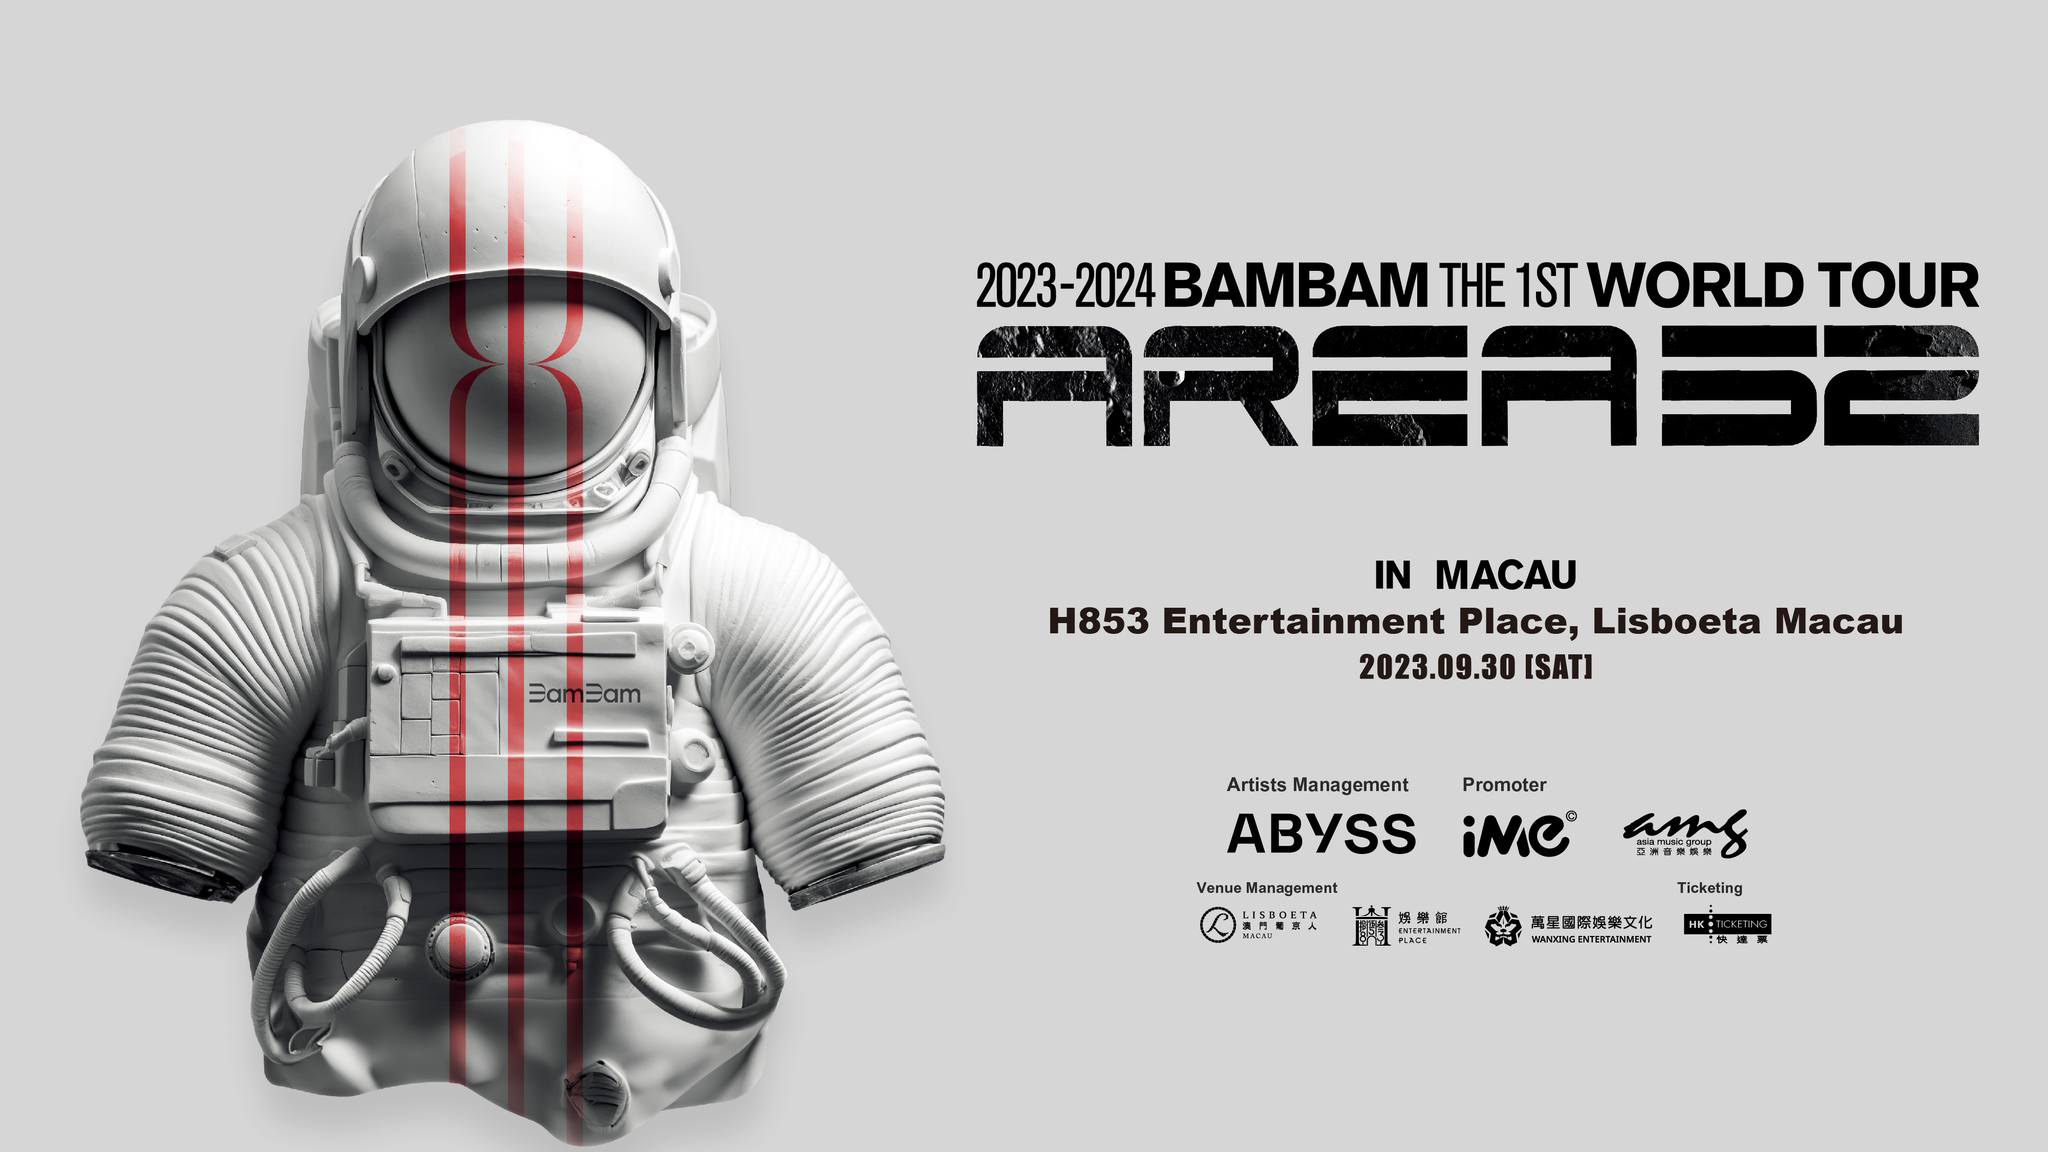 2023-2024 BAMBAM THE 1ST WORLD TOUR
AREA 52
IN MACAU
H853 Entertainment Place, Lisboeta Macau
2023.09.30 [SAT]
BamBam
Artists Management
Promoter
ABYSS
iMe©
amg
asia music group
亞洲音樂娛樂
Venue Management
Ticketing
LISBOETA
澳門葡京人
MACAU
H853
娛樂館
ENTERTAINMENT
PLACE
萬星國際娛樂文化
WANXING ENTERTAINMENT
HK TICKETING
快達票